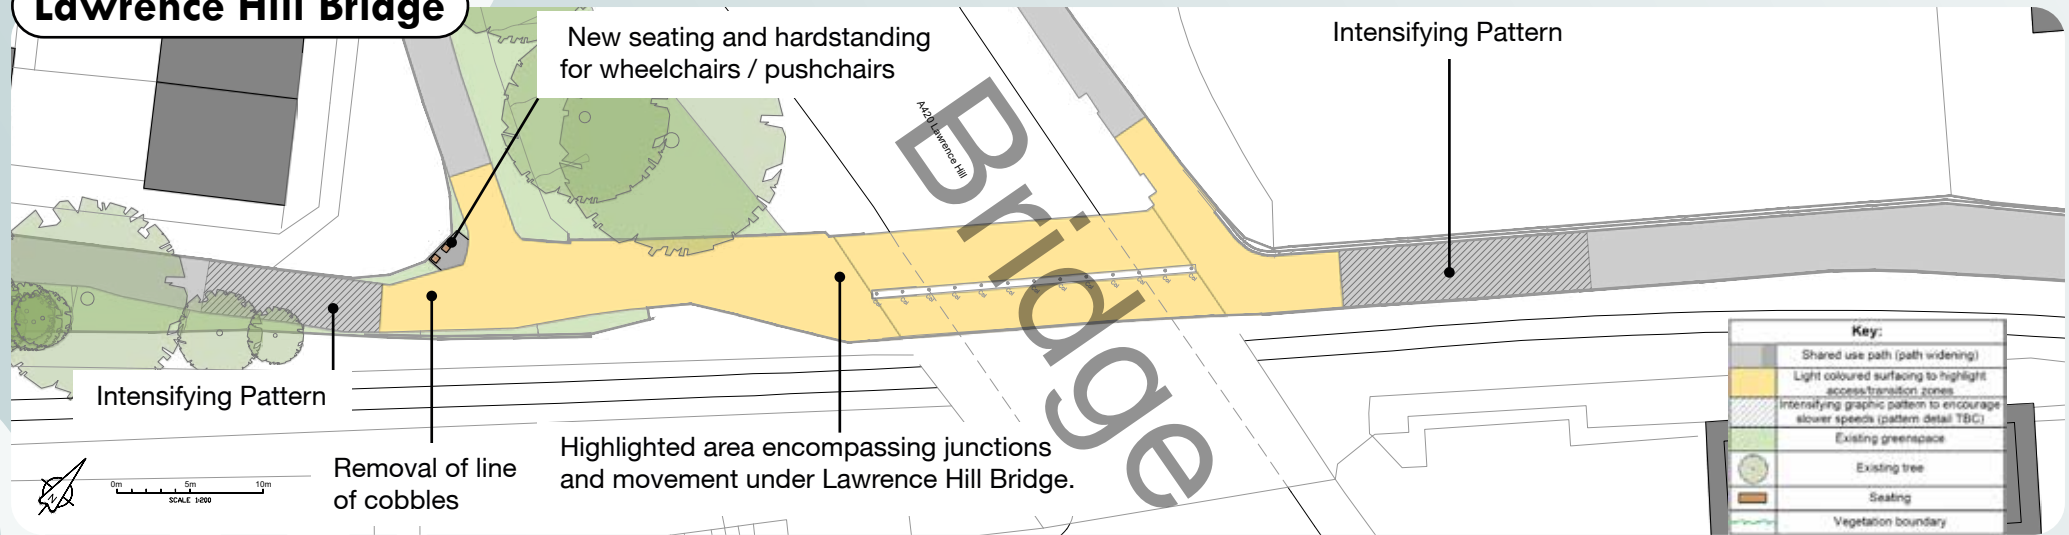 Lawrence Hill Bridge
New seating and hardstanding
for wheelchairs / pushchairs
Intensifying Pattern
A420 Lawrence Hill
Bridge
Intensifying Pattern
Removal of line
of cobbles
Highlighted area encompassing junctions
and movement under Lawrence Hill Bridge.
N
0m 5m 10m
SCALE 1:200
Key:
Shared use path (path widening)
Light coloured surfacing to highlight
access/transition zones
Intensifying graphic pattern to encourage
slower speeds (pattern detail TBC)
Existing greenspace
Existing tree
Seating
Vegetation boundary